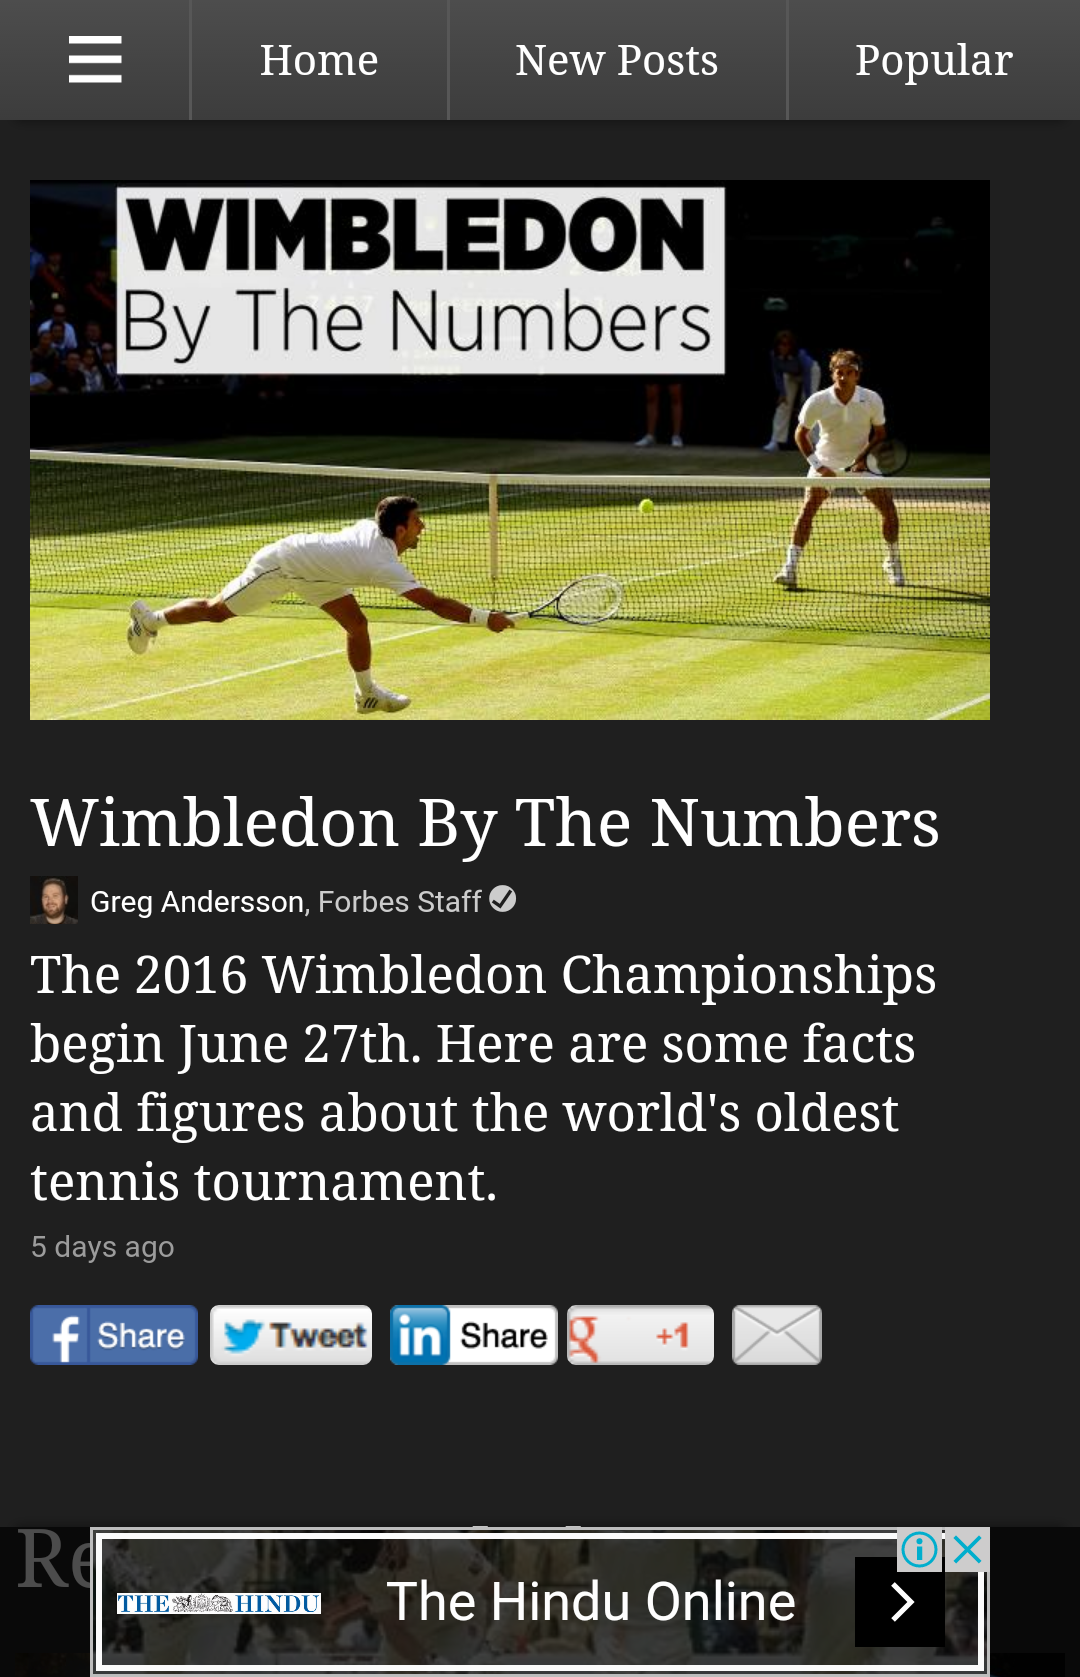 Home
New Posts
Popular
WIMBLEDON
By The Numbers
Wimbledon By The Numbers
Greg Andersson, Forbes Staff
The 2016 Wimbledon Championships
begin June 27th. Here are some facts
and figures about the world's oldest
tennis tournament.
5 days ago
f Share
Tweet
in Share
g +1
THE HINDU
The Hindu Online